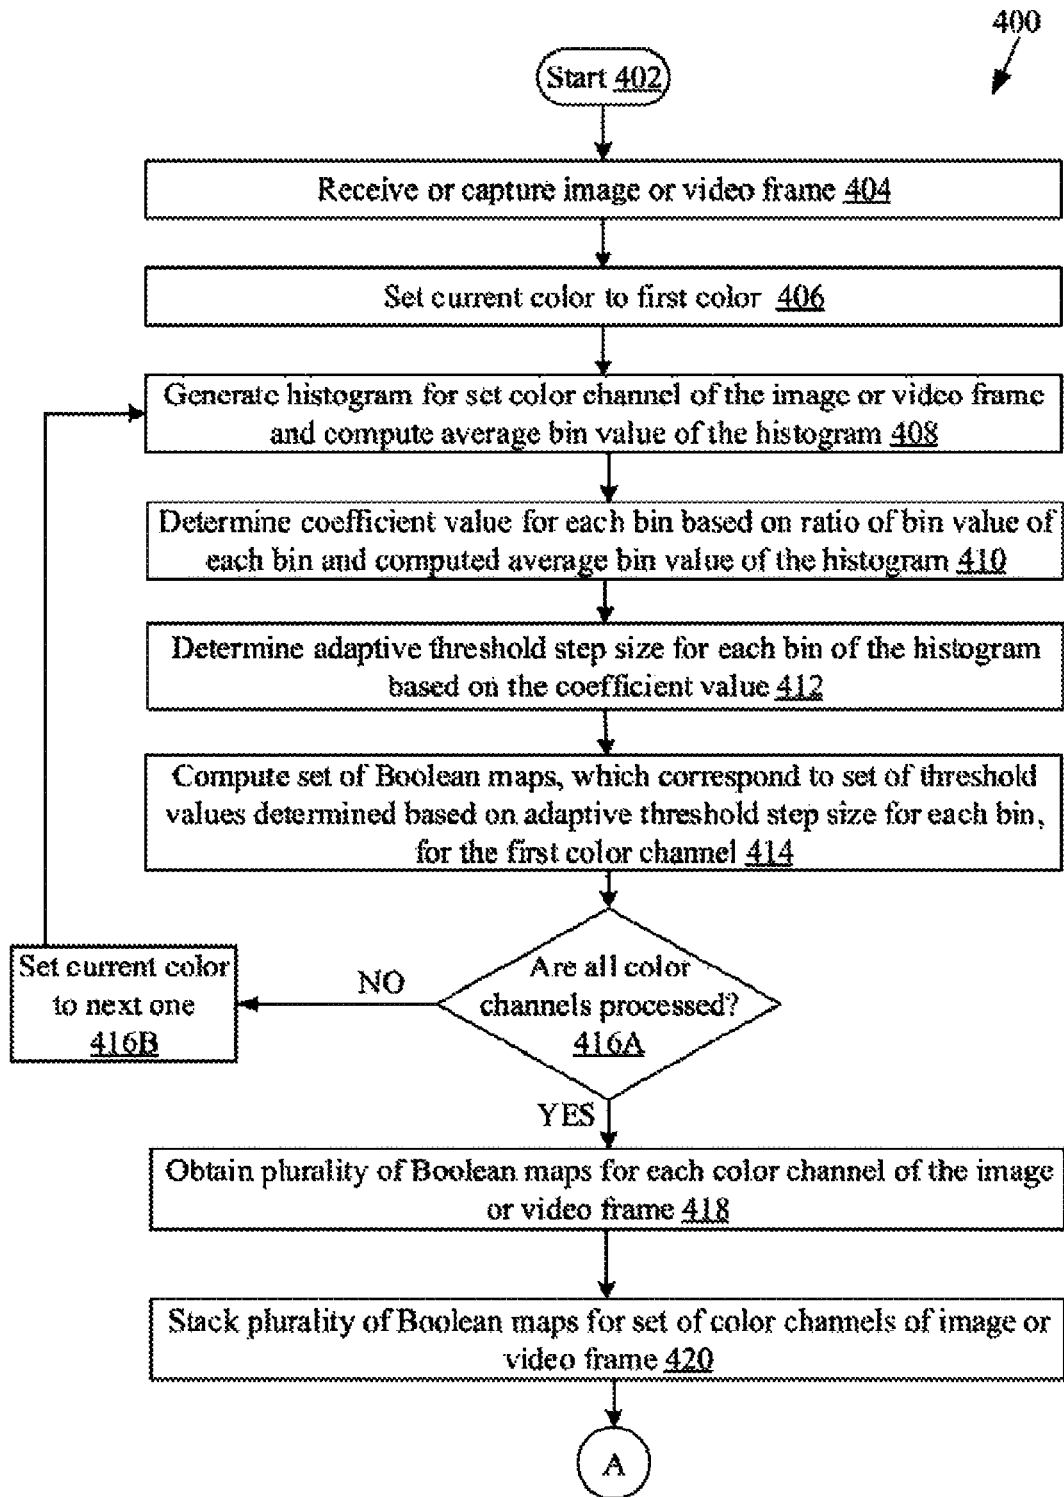 400
Start 402
Receive or capture image or video frame 404
Set current color to first color 406
Generate histogram for set color channel of the image or video frame
and compute average bin value of the histogram 408
Determine coefficient value for each bin based on ratio of bin value of
each bin and computed average bin value of the histogram 410
Determine adaptive threshold step size for each bin of the histogram
based on the coefficient value 412
Compute set of Boolean maps, which correspond to set of threshold
values determined based on adaptive threshold step size for each bin,
for the first color channel 414
Are all color
channels processed?
416A
NO
Set current color
to next one
416B
YES
Obtain plurality of Boolean maps for each color channel of the image
or video frame 418
Stack plurality of Boolean maps for set of color channels of image or
video frame 420
A